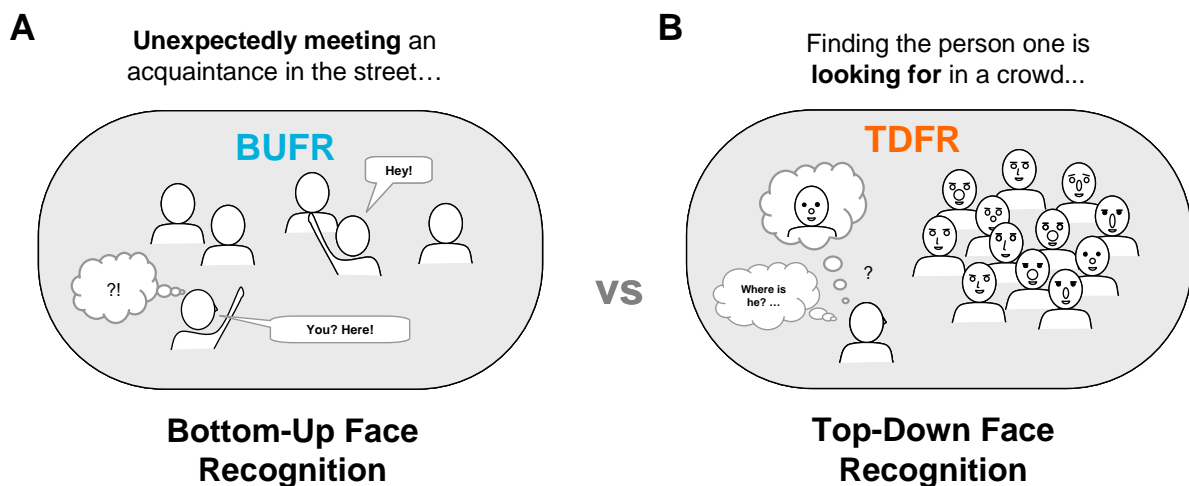 A
Unexpectedly meeting an
acquaintance in the street…
BUFR
Hey!
?!
You? Here!
Bottom-Up Face
Recognition
vs
B
Finding the person one is
looking for in a crowd...
TDFR
?
Where is
he? …
Top-Down Face
Recognition